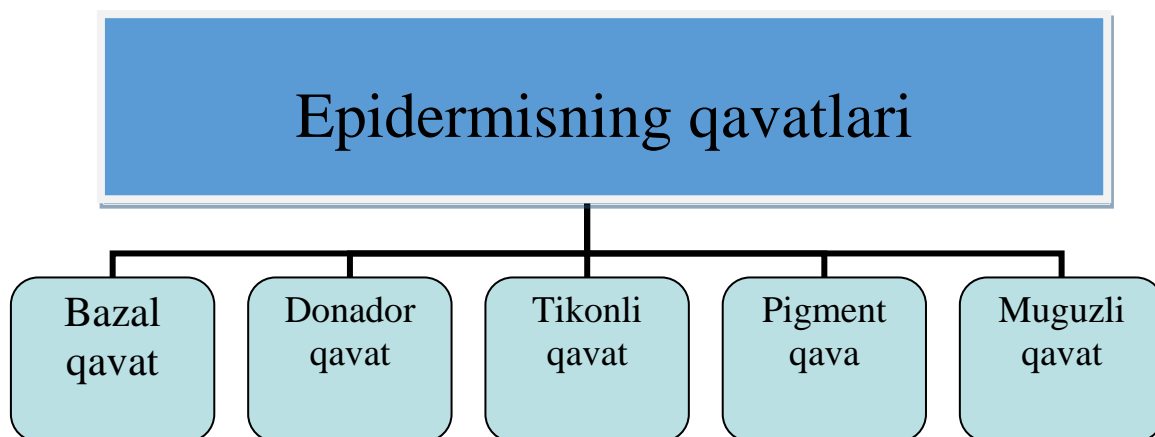 Epidermisning qavatlari
Bazal
qavat
Donador
qavat
Tikonli
qavat
Pigment
qava
Muguzli
qavat